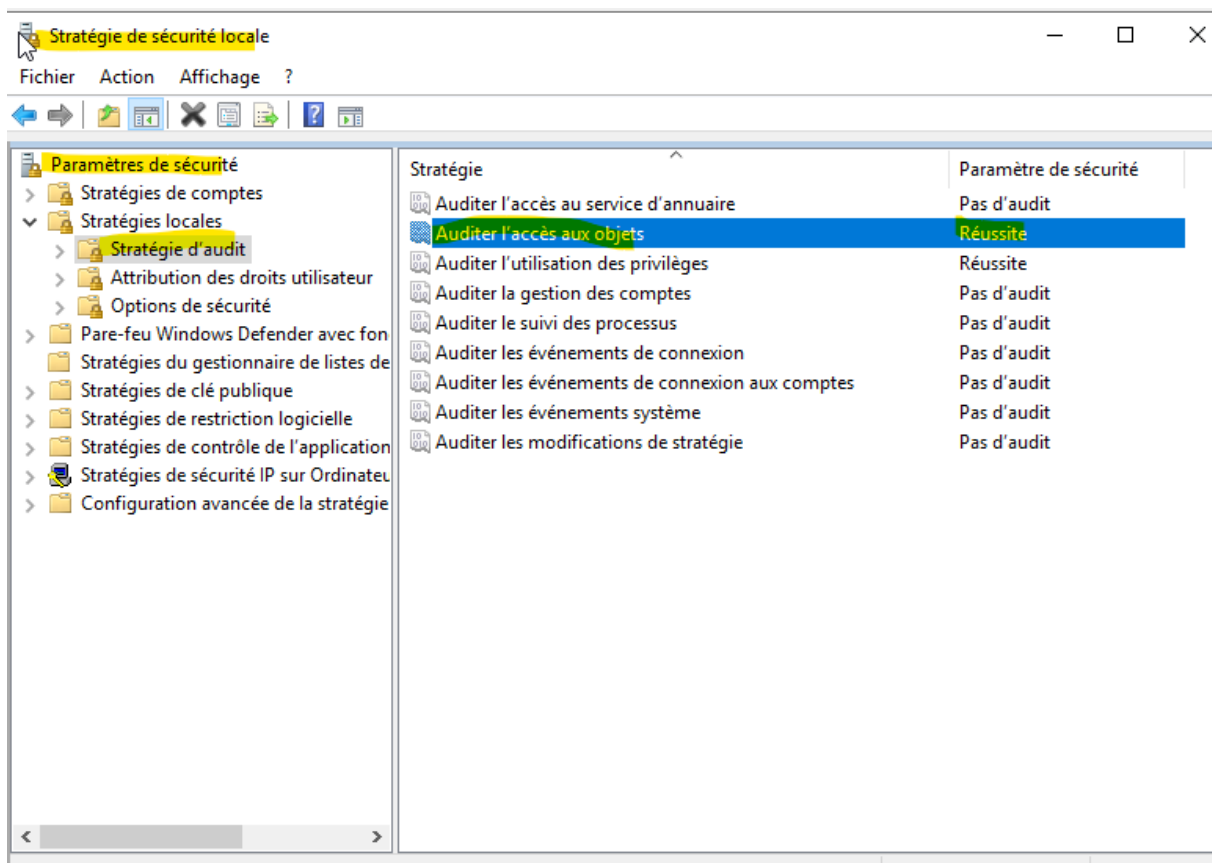 Stratégie de sécurité locale
Fichier Action Affichage ?
Paramètres de sécurité
Stratégies de comptes
Stratégies locales
Stratégie d'audit
Attribution des droits utilisateur
Options de sécurité
Pare-feu Windows Defender avec fon
Stratégies du gestionnaire de listes de
Stratégies de clé publique
Stratégies de restriction logicielle
Stratégies de contrôle de l'application
Stratégies de sécurité IP sur Ordinateu
Configuration avancée de la stratégie
Stratégie Paramètre de sécurité
Auditer l'accès au service d'annuaire Pas d'audit
Auditer l'accès aux objets Réussite
Auditer l'utilisation des privilèges Réussite
Auditer la gestion des comptes Pas d'audit
Auditer le suivi des processus Pas d'audit
Auditer les événements de connexion Pas d'audit
Auditer les événements de connexion aux comptes Pas d'audit
Auditer les événements système Pas d'audit
Auditer les modifications de stratégie Pas d'audit